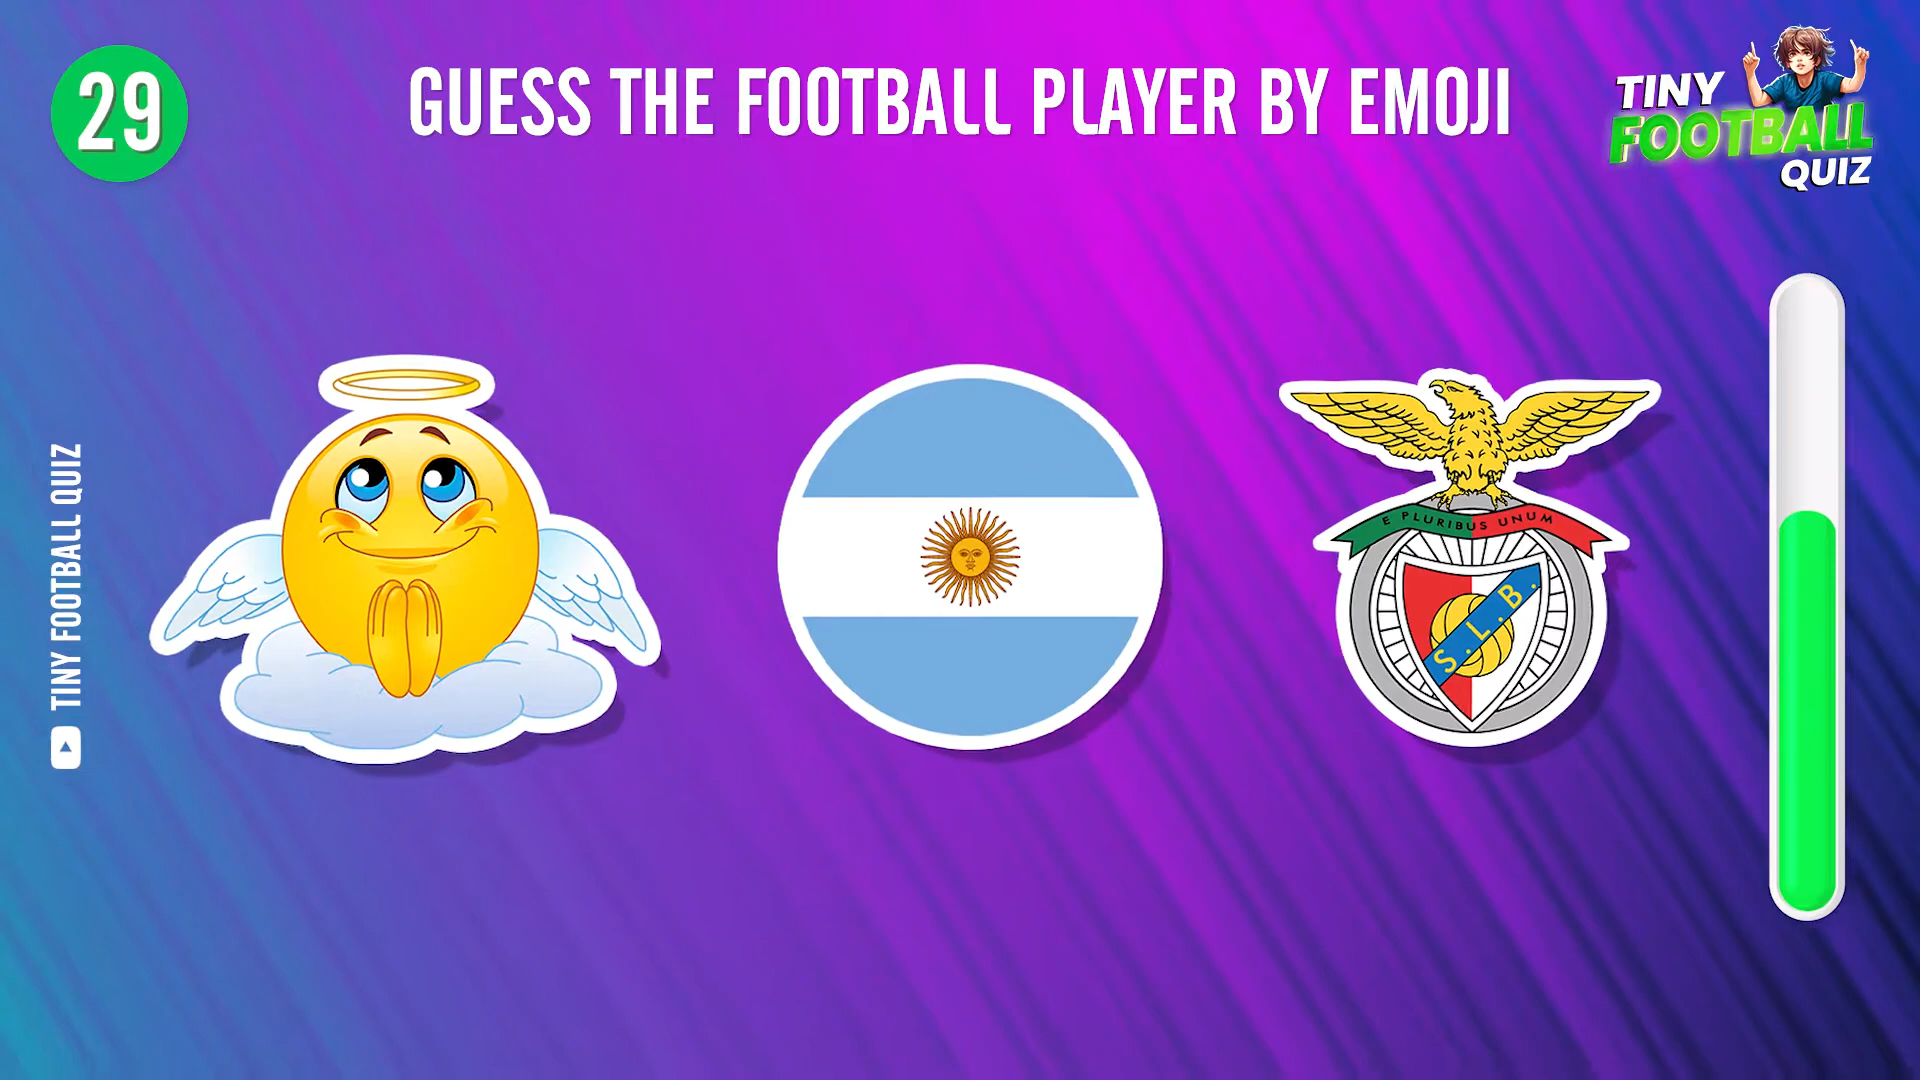 29
GUESS THE FOOTBALL PLAYER BY EMOJI
TINY
FOOTBALL
QUIZ
TINY FOOTBALL QUIZ
E PLURIBUS UNUM
S.L.B.